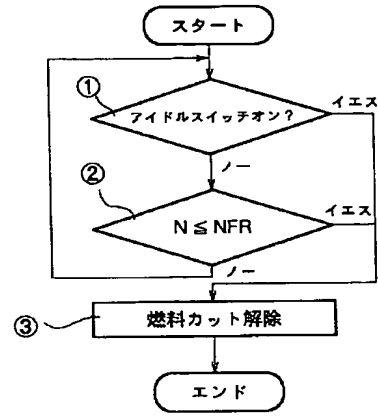 スタート
①
アイドルスイッチオン?
イエス
ノー
②
N≦NFR
イエス
ノー
③
燃料カット解除
エンド